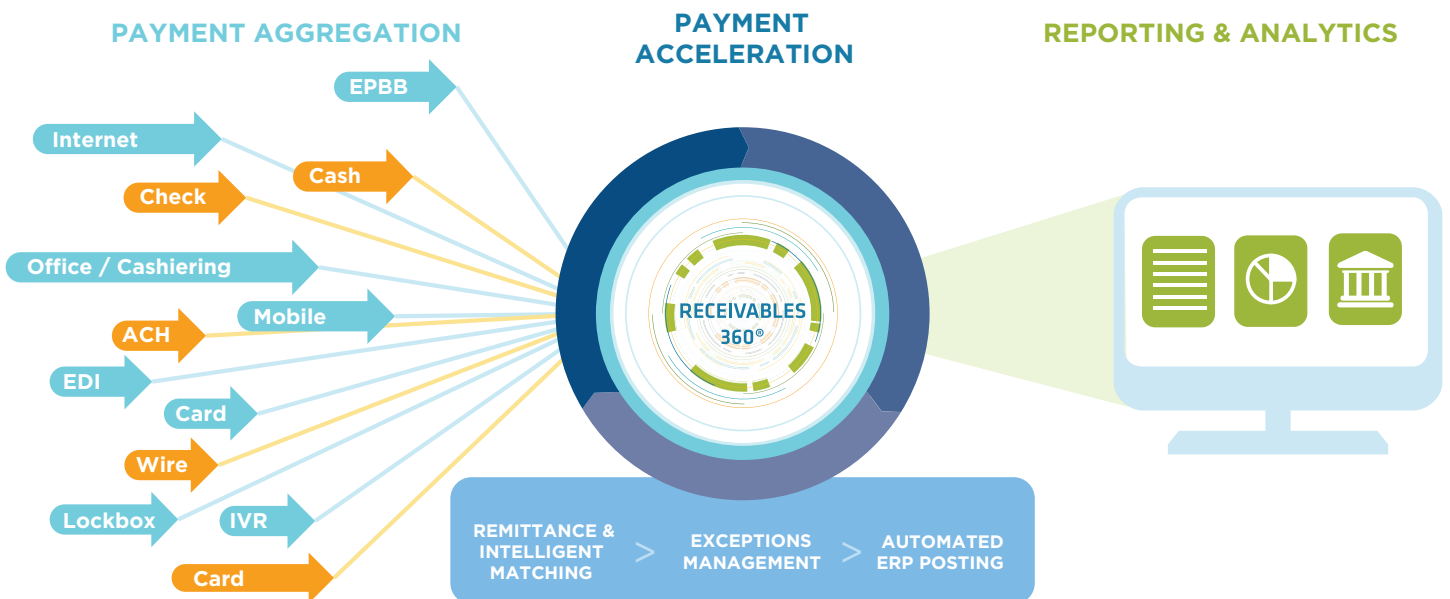 PAYMENT AGGREGATION
PAYMENT
ACCELERATION
REPORTING & ANALYTICS
EPBB
Internet
Cash
Check
Office / Cashiering
Mobile
ACH
EDI
Card
Wire
Lockbox
IVR
Card
RECEIVABLES
360®
REMITTANCE &
INTELLIGENT
MATCHING
>
EXCEPTIONS
MANAGEMENT
>
AUTOMATED
ERP POSTING